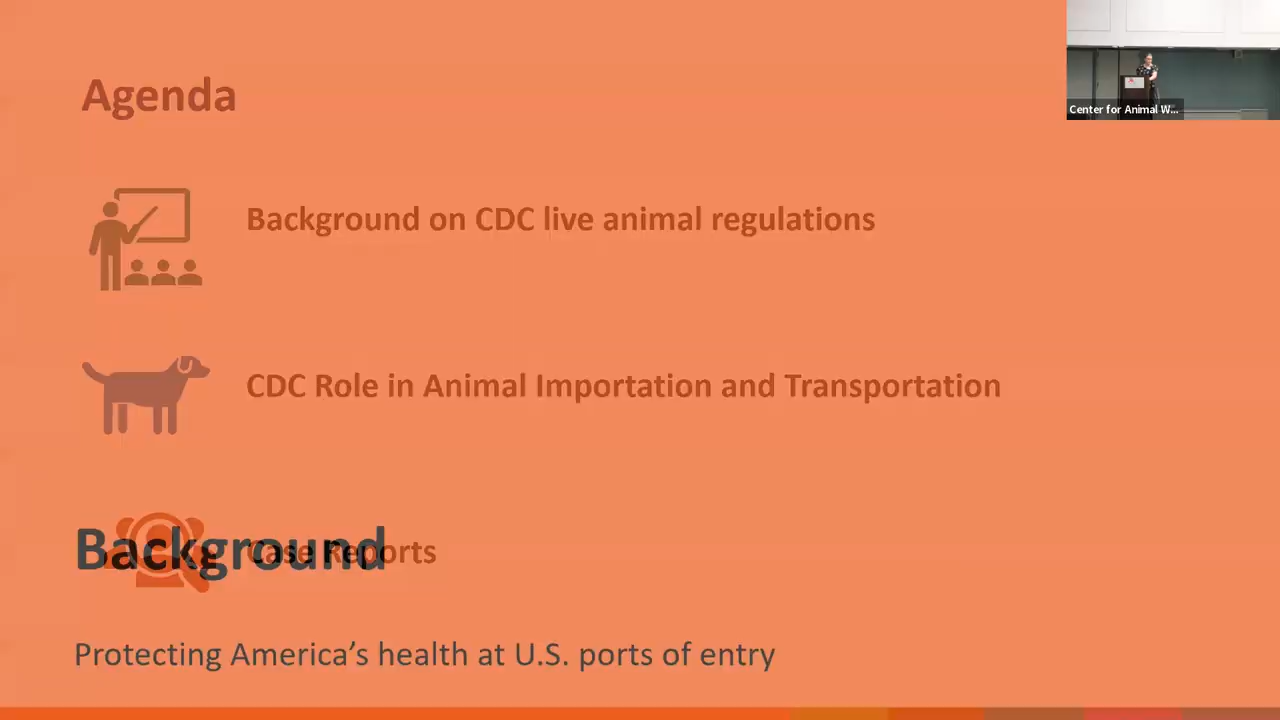 Agenda
Center for Animal W...
Background on CDC live animal regulations
CDC Role in Animal Importation and Transportation
Case Reports
Background
Protecting America's health at U.S. ports of entry